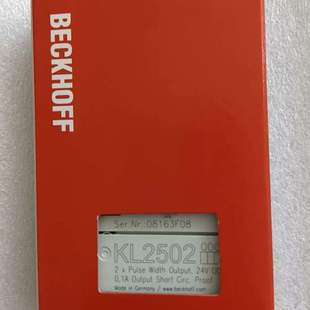 BECKHOFF
Ser.Nr.:08163F08
KL2502
2 x Pulse Width Output, 24V DC
0,1A Output Short Circ. Proof
Made in Germany / www.beckhoff.com